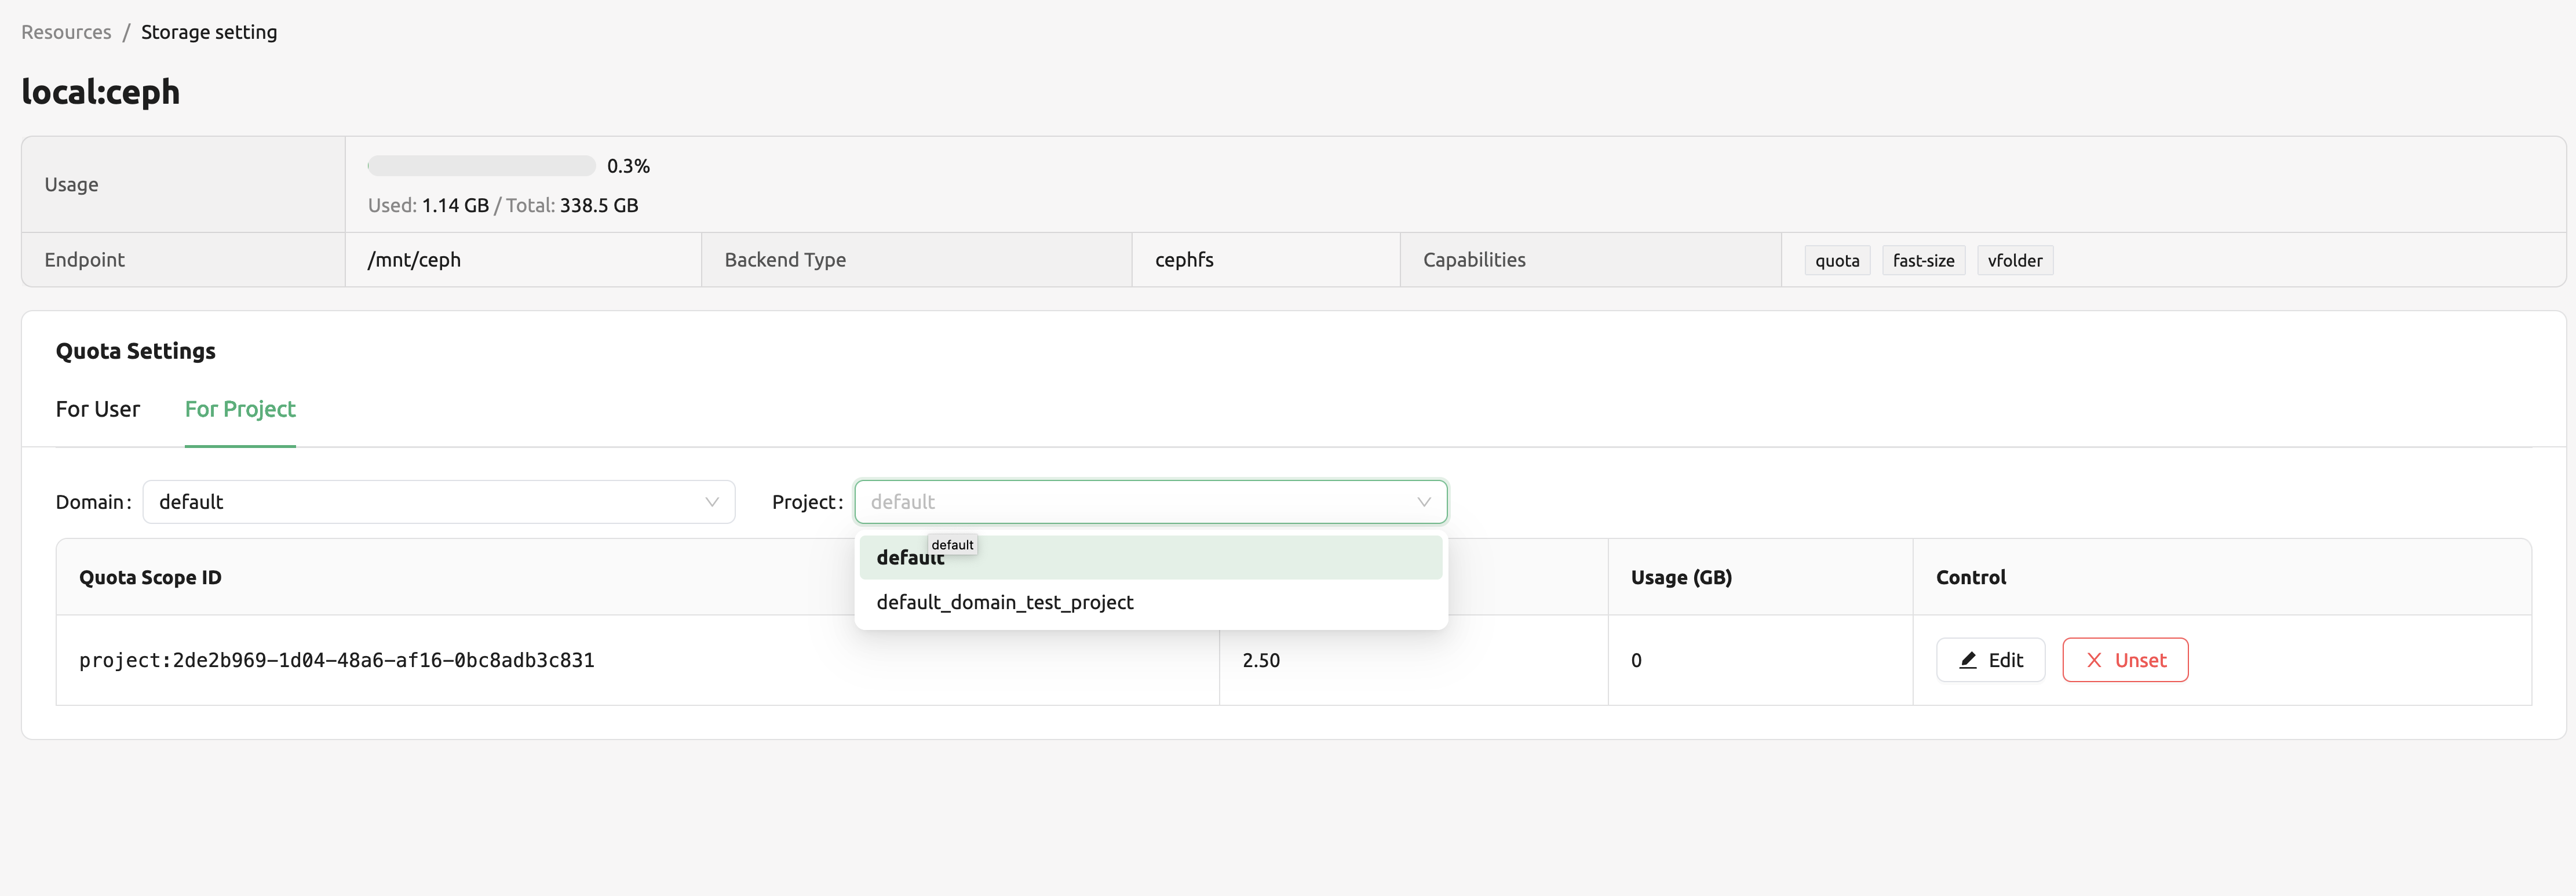 Resources / Storage setting
local:ceph
Usage
0.3%
Used: 1.14 GB / Total: 338.5 GB
Endpoint
/mnt/ceph
Backend Type
cephfs
Capabilities
quota
fast-size
vfolder
Quota Settings
For User
For Project
Domain:
default
Project:
default
default
default
default_domain_test_project
Quota Scope ID
Usage (GB)
Control
project:2de2b969-1d04-48a6-af16-0bc8adb3c831
2.50
0
Edit
Unset